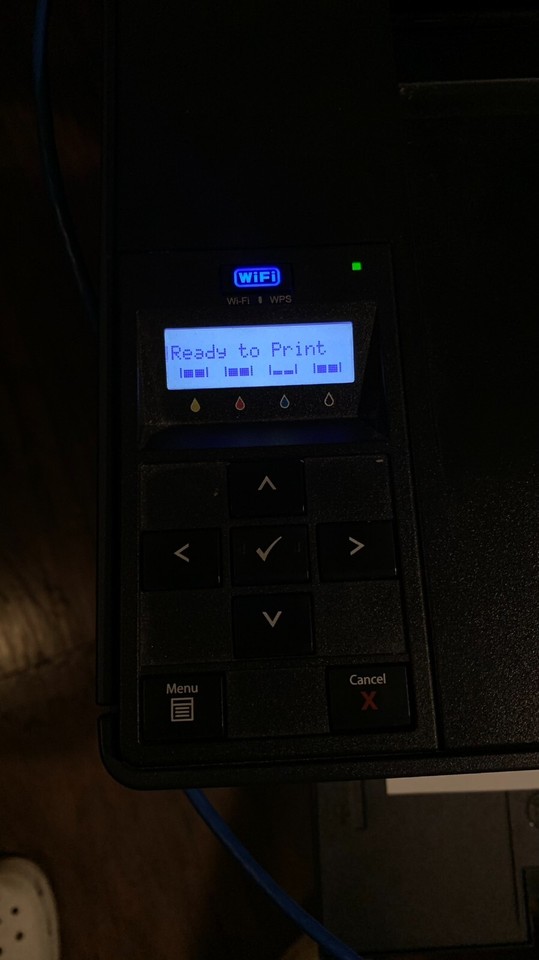 WiFi
Wi-Fi WPS
Ready to Print
Menu
Cancel
X